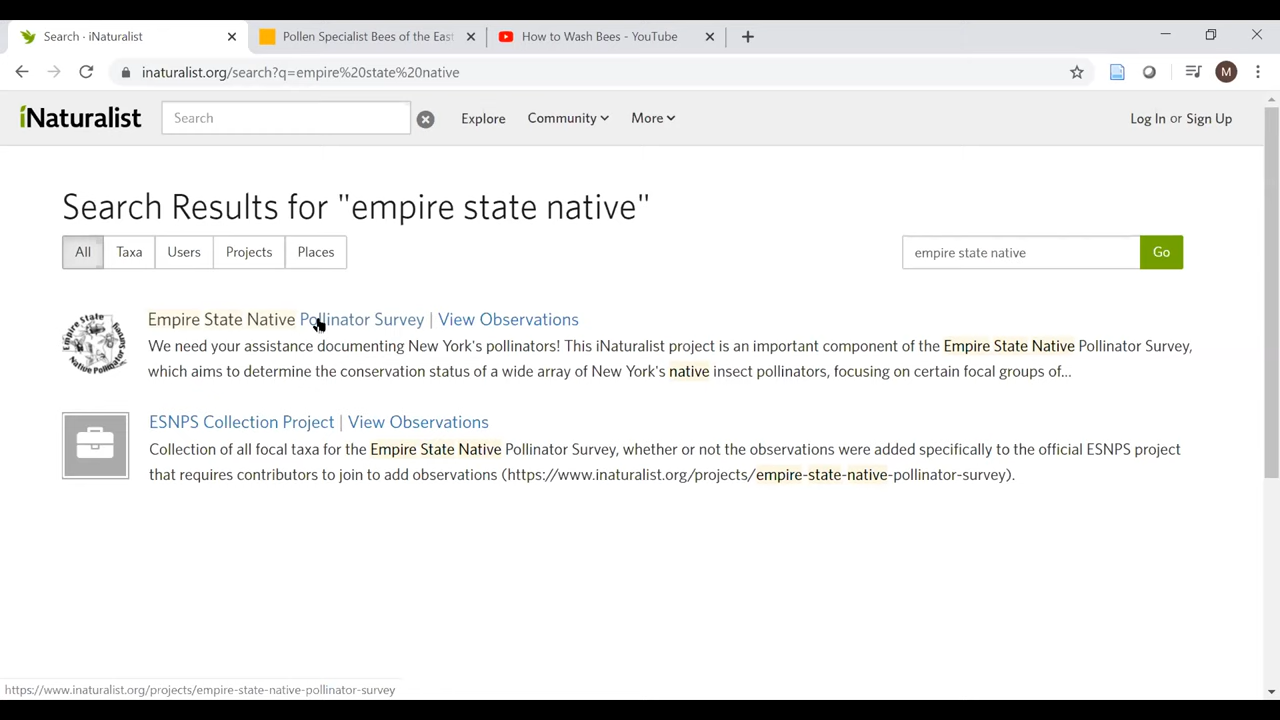 Search · iNaturalist
Pollen Specialist Bees of the East
How to Wash Bees - YouTube
inaturalist.org/search?q=empire%20state%20native
M
iNaturalist
Search
Explore
Community
More
Log In or Sign Up
Search Results for "empire state native"
All
Taxa
Users
Projects
Places
empire state native
Go
Empire State Native Pollinator Survey
Empire State Native Pollinator Survey | View Observations
We need your assistance documenting New York's pollinators! This iNaturalist project is an important component of the Empire State Native Pollinator Survey,
which aims to determine the conservation status of a wide array of New York's native insect pollinators, focusing on certain focal groups of...
ESNPS Collection Project | View Observations
Collection of all focal taxa for the Empire State Native Pollinator Survey, whether or not the observations were added specifically to the official ESNPS project
that requires contributors to join to add observations (https://www.inaturalist.org/projects/empire-state-native-pollinator-survey).
https://www.inaturalist.org/projects/empire-state-native-pollinator-survey